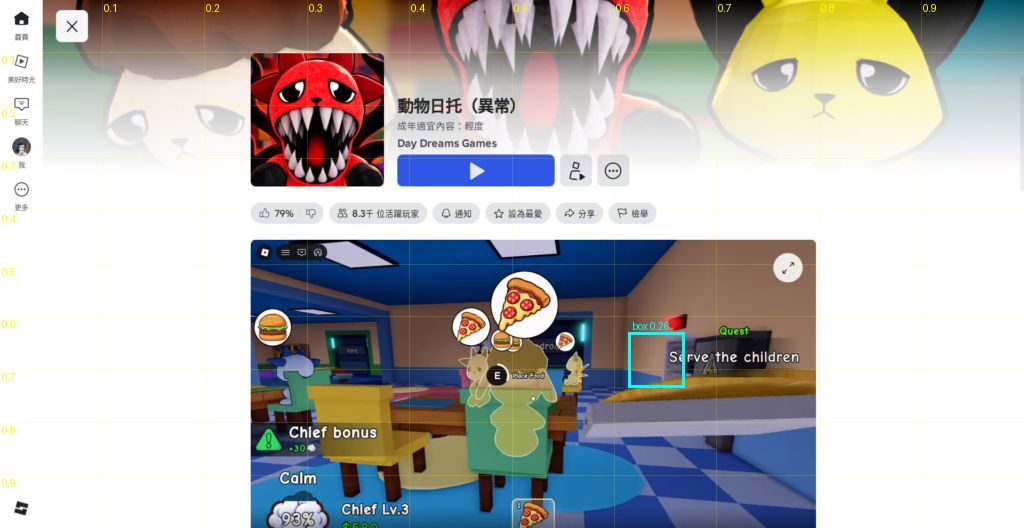 首頁
美好時光
聊天
我
更多
動物日托（異常）
成年適宜內容：輕度
Day Dreams Games
79%
8.3千 位活躍玩家
通知
設為最愛
分享
檢舉
Quest
Serve the children
E
Place Food
Chief bonus
+30
Calm
Chief Lv.3
93%
$580
1
box 0.26
0.1
0.2
0.3
0.4
0.5
0.6
0.7
0.8
0.9
0.1
0.2
0.3
0.4
0.5
0.6
0.7
0.8
0.9